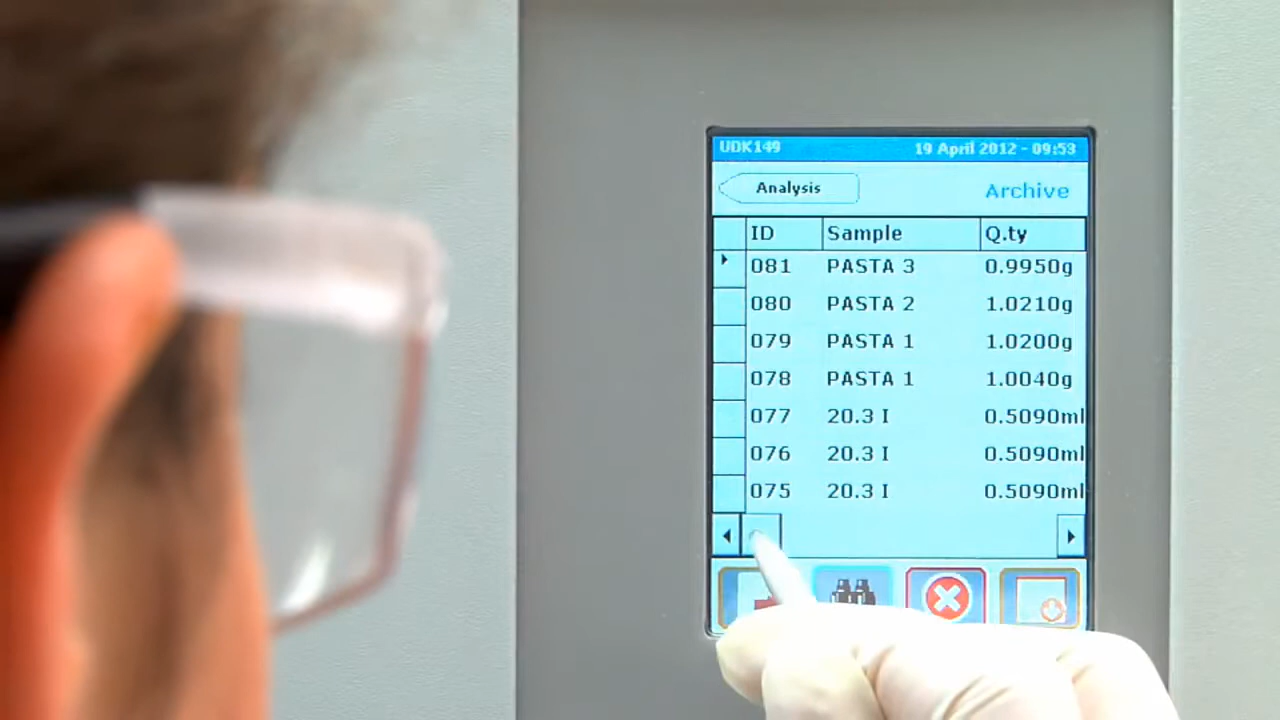 UDK149 19 April 2012 - 09:53
Analysis Archive
ID Sample Q.ty
081 PASTA 3 0.9950g
080 PASTA 2 1.0210g
079 PASTA 1 1.0200g
078 PASTA 1 1.0040g
077 20.3 I 0.5090ml
076 20.3 I 0.5090ml
075 20.3 I 0.5090ml